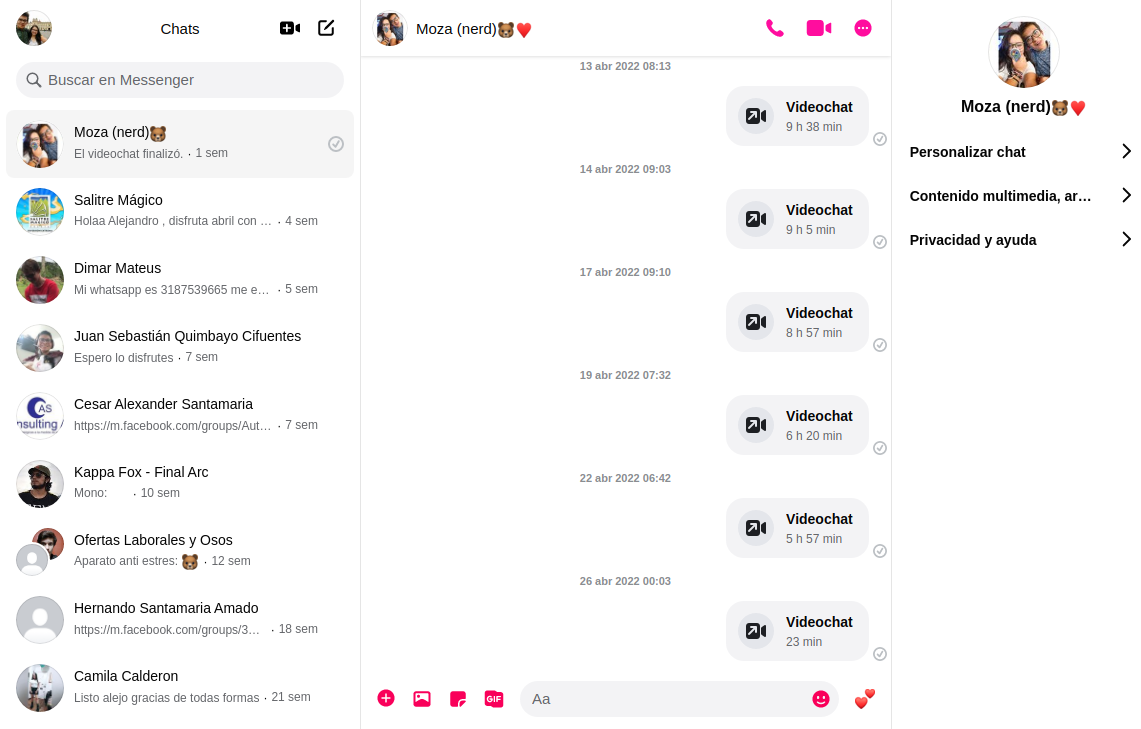 Chats
Buscar en Messenger
Moza (nerd)🐻
El videochat finalizó. · 1 sem
Salitre Mágico
Holaa Alejandro , disfruta abril con … · 4 sem
Dimar Mateus
Mi whatsapp es 3187539665 me e… · 5 sem
Juan Sebastián Quimbayo Cifuentes
Espero lo disfrutes · 7 sem
Cesar Alexander Santamaria
https://m.facebook.com/groups/Aut… · 7 sem
Kappa Fox - Final Arc
Mono: · 10 sem
Ofertas Laborales y Osos
Aparato anti estres: 🐻 · 12 sem
Hernando Santamaria Amado
https://m.facebook.com/groups/3… · 18 sem
Camila Calderon
Listo alejo gracias de todas formas · 21 sem
Moza (nerd)🐻♥️
13 abr 2022 08:13
Videochat
9 h 38 min
14 abr 2022 09:03
Videochat
9 h 5 min
17 abr 2022 09:10
Videochat
8 h 57 min
19 abr 2022 07:32
Videochat
6 h 20 min
22 abr 2022 06:42
Videochat
5 h 57 min
26 abr 2022 00:03
Videochat
23 min
GIF
Aa
Moza (nerd)🐻♥️
Personalizar chat
Contenido multimedia, ar…
Privacidad y ayuda